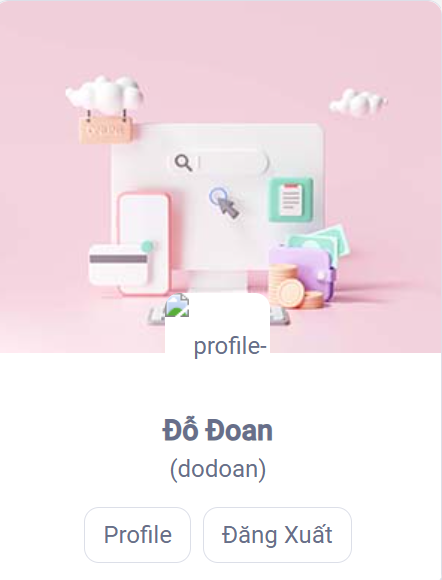 profile-
Đỗ Đoan
(dodoan)
Profile
Đăng Xuất